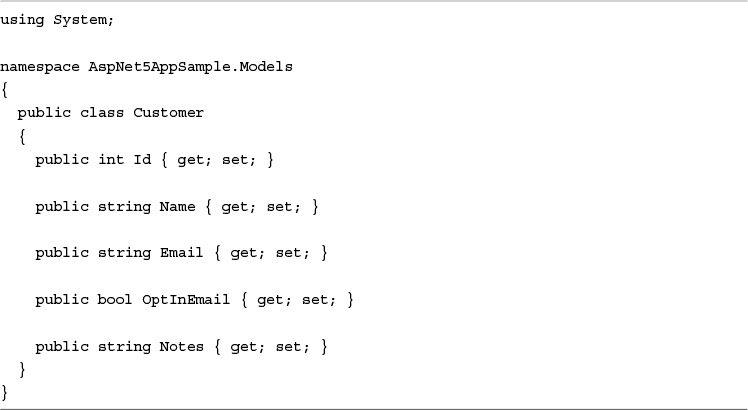 using System;
namespace AspNet5AppSample.Models
{
public class Customer
{
public int Id { get; set; }
public string Name { get; set; }
public string Email { get; set; }
public bool OptInEmail { get; set; }
public string Notes { get; set; }
}
}